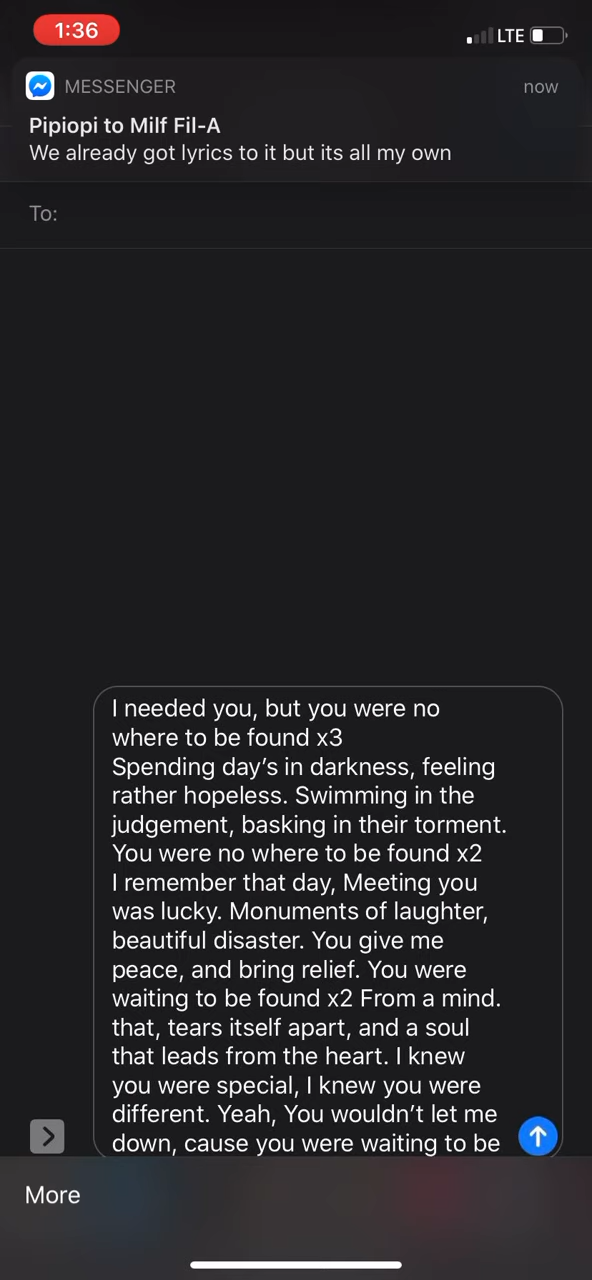 1:36
LTE
MESSENGER
now
Pipiopi to Milf Fil-A
We already got lyrics to it but its all my own
To:
I needed you, but you were no
where to be found x3
Spending day’s in darkness, feeling
rather hopeless. Swimming in the
judgement, basking in their torment.
You were no where to be found x2
I remember that day, Meeting you
was lucky. Monuments of laughter,
beautiful disaster. You give me
peace, and bring relief. You were
waiting to be found x2 From a mind.
that, tears itself apart, and a soul
that leads from the heart. I knew
you were special, I knew you were
different. Yeah, You wouldn’t let me
down, cause you were waiting to be
More